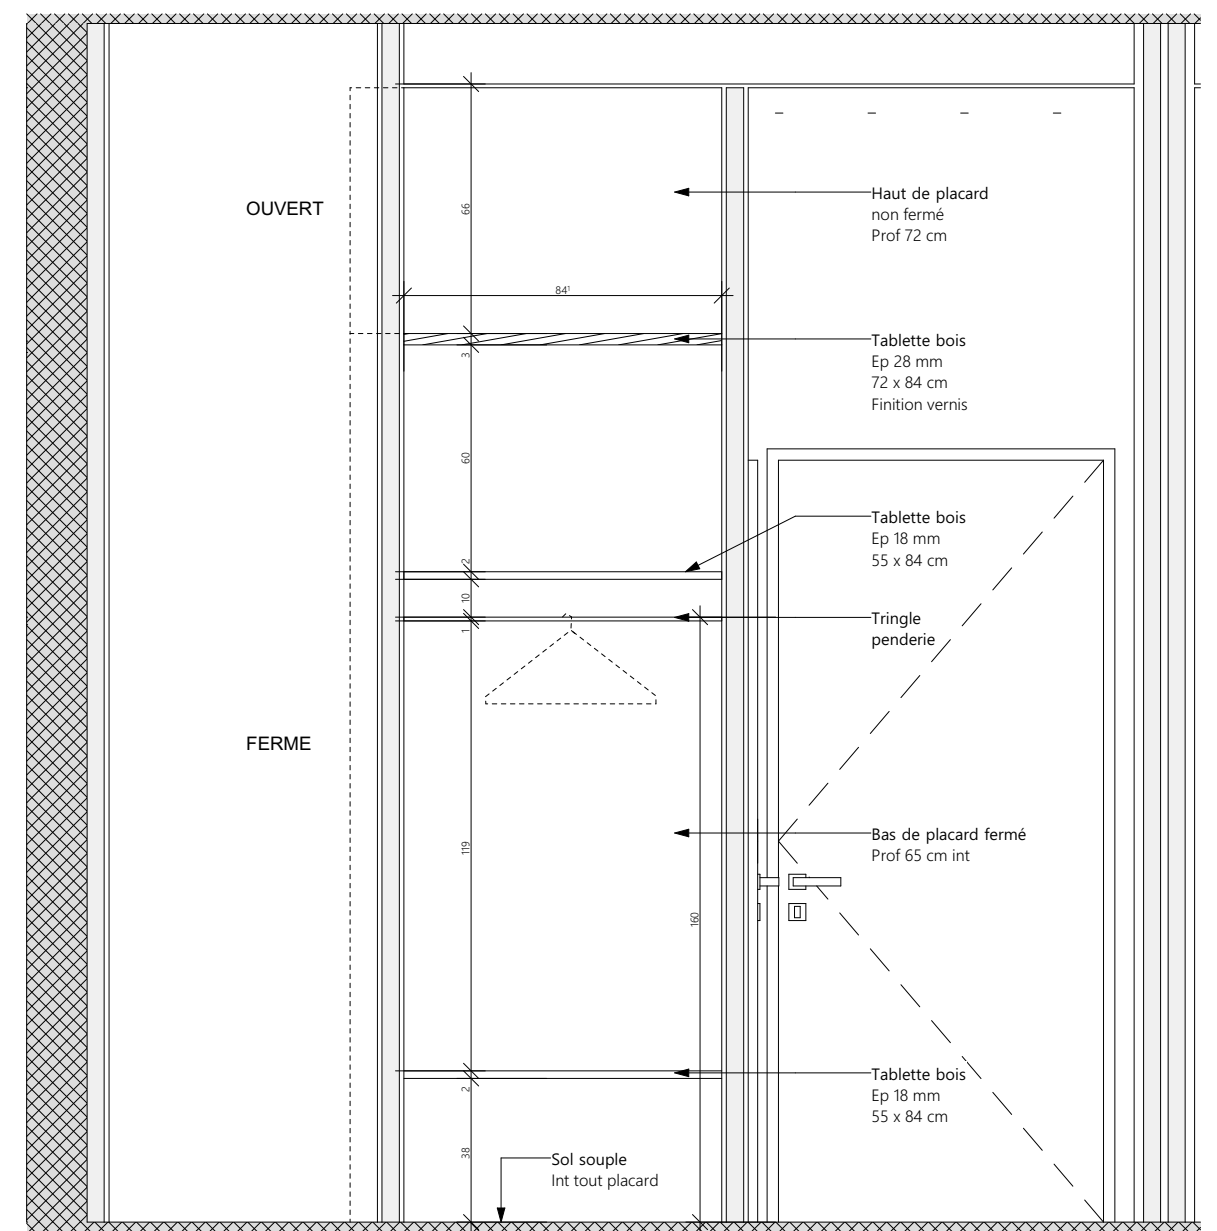 OUVERT
66
Haut de placard
non fermé
Prof 72 cm
84¹
Tablette bois
Ep 28 mm
72 x 84 cm
Finition vernis
3
60
Tablette bois
Ep 18 mm
55 x 84 cm
2
10
Tringle
penderie
1
FERME
Bas de placard fermé
Prof 65 cm int
119
160
Tablette bois
Ep 18 mm
55 x 84 cm
2
38
Sol souple
Int tout placard